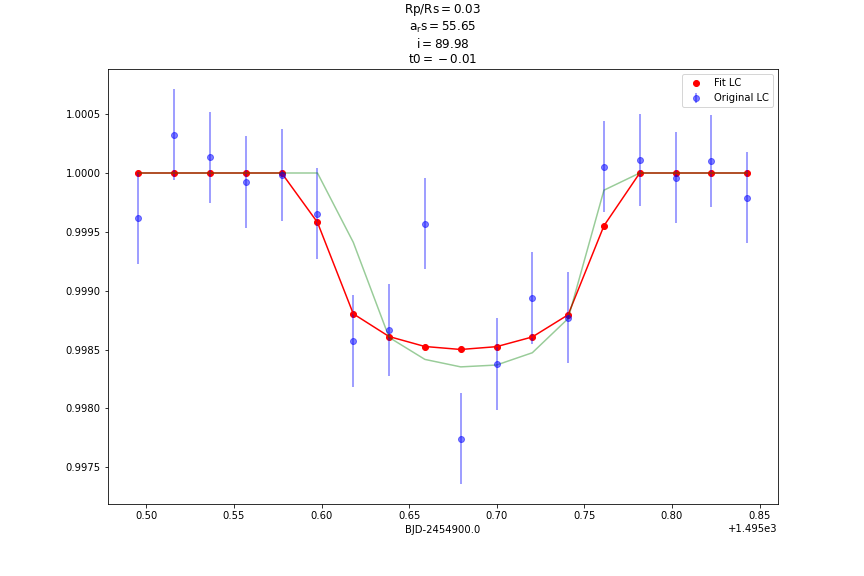 Rp/Rs = 0.03
aᵣs = 55.65
i = 89.98
t0 = −0.01
Fit LC
Original LC
1.0005
1.0000
0.9995
0.9990
0.9985
0.9980
0.9975
0.50 0.55 0.60 0.65 0.70 0.75 0.80 0.85
BJD-2454900.0 +1.495e3